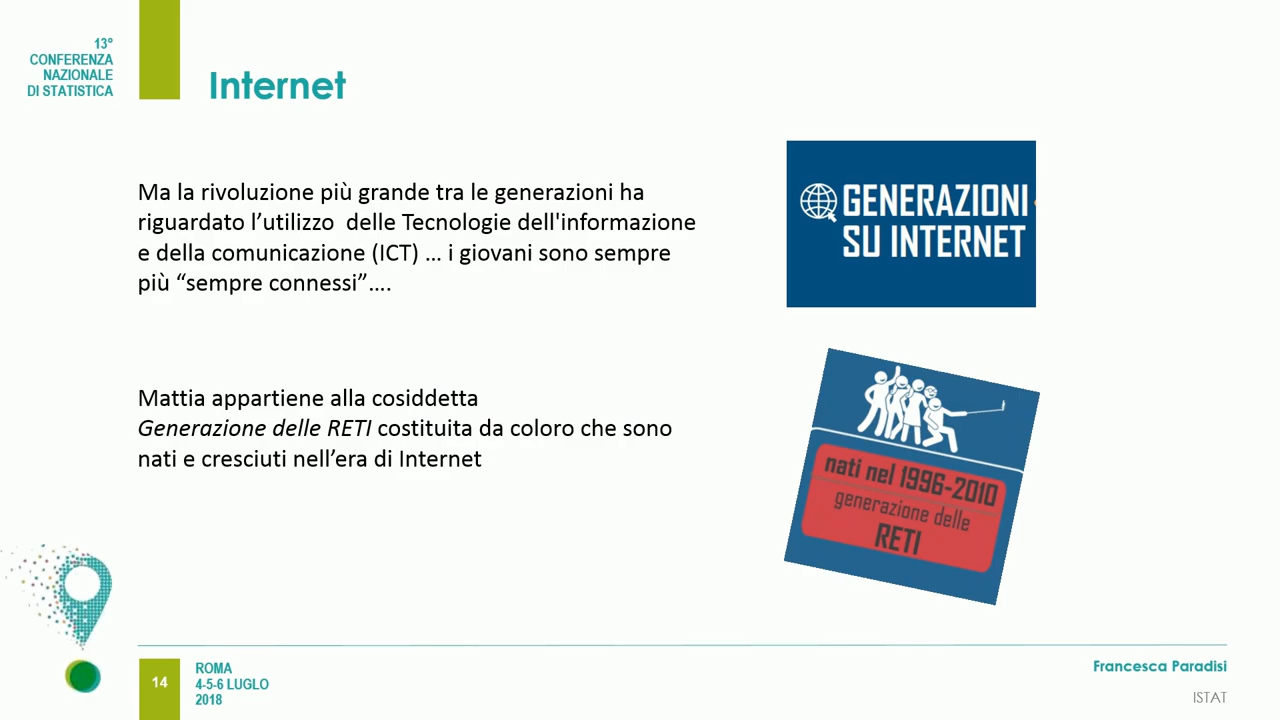 13°
CONFERENZA
NAZIONALE
DI STATISTICA
Internet
Ma la rivoluzione più grande tra le generazioni ha
riguardato l’utilizzo  delle Tecnologie dell'informazione
e della comunicazione (ICT) … i giovani sono sempre
più “sempre connessi”….
GENERAZIONI
SU INTERNET
Mattia appartiene alla cosiddetta
Generazione delle RETI costituita da coloro che sono
nati e cresciuti nell’era di Internet
nati nel 1996-2010
generazione delle
RETI
14
ROMA
4-5-6 LUGLIO
2018
Francesca Paradisi
ISTAT